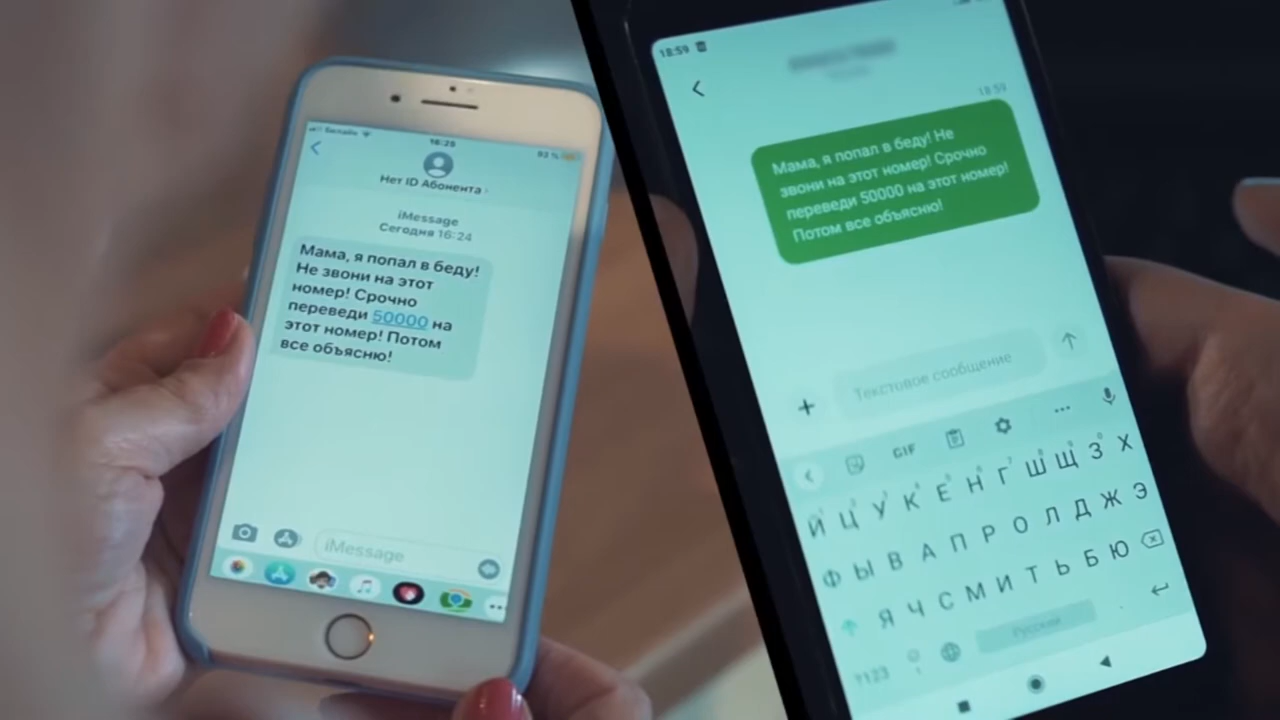 Билайн
16:25
93 %
Нет ID Абонента
iMessage
Сегодня 16:24
Мама, я попал в беду!
Не звони на этот
номер! Срочно
переведи 50000 на
этот номер! Потом
все объясню!
iMessage
18:59
18:59
Мама, я попал в беду! Не
звони на этот номер! Срочно
переведи 50000 на этот номер!
Потом все объясню!
Текстовое сообщение
GIF
Й Ц У К Е Н Г Ш Щ З Х
Ф Ы В А П Р О Л Д Ж Э
Я Ч С М И Т Ь Б Ю
?123
Русский